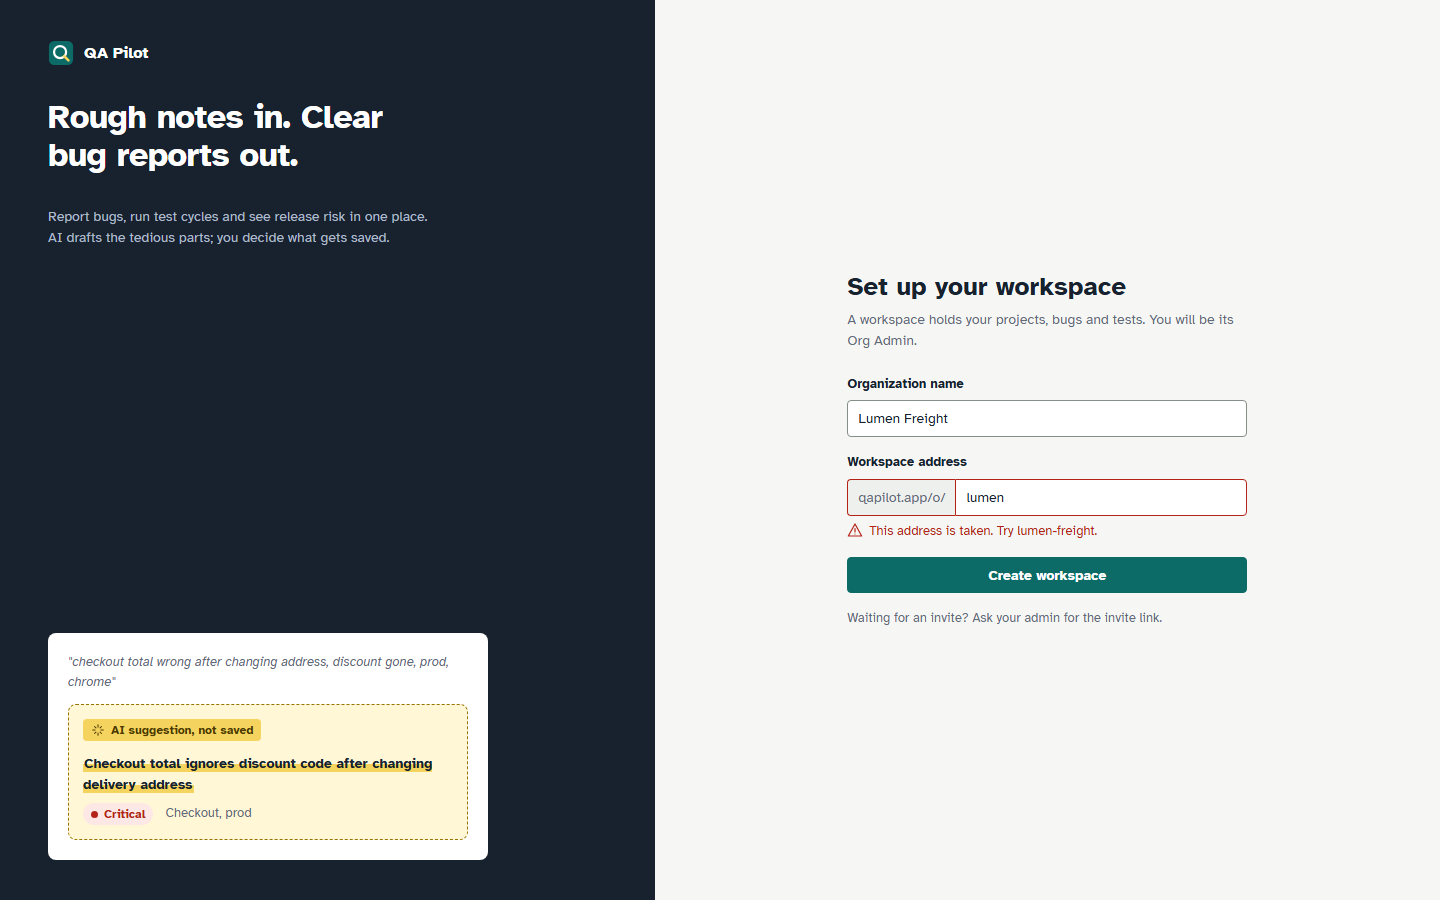 QA Pilot
Rough notes in. Clear
bug reports out.
Report bugs, run test cycles and see release risk in one place.
AI drafts the tedious parts; you decide what gets saved.
"checkout total wrong after changing address, discount gone, prod,
chrome"
AI suggestion, not saved
Checkout total ignores discount code after changing
delivery address
Critical Checkout, prod
Set up your workspace
A workspace holds your projects, bugs and tests. You will be its
Org Admin.
Organization name
Lumen Freight
Workspace address
qapilot.app/o/ lumen
This address is taken. Try lumen-freight.
Create workspace
Waiting for an invite? Ask your admin for the invite link.